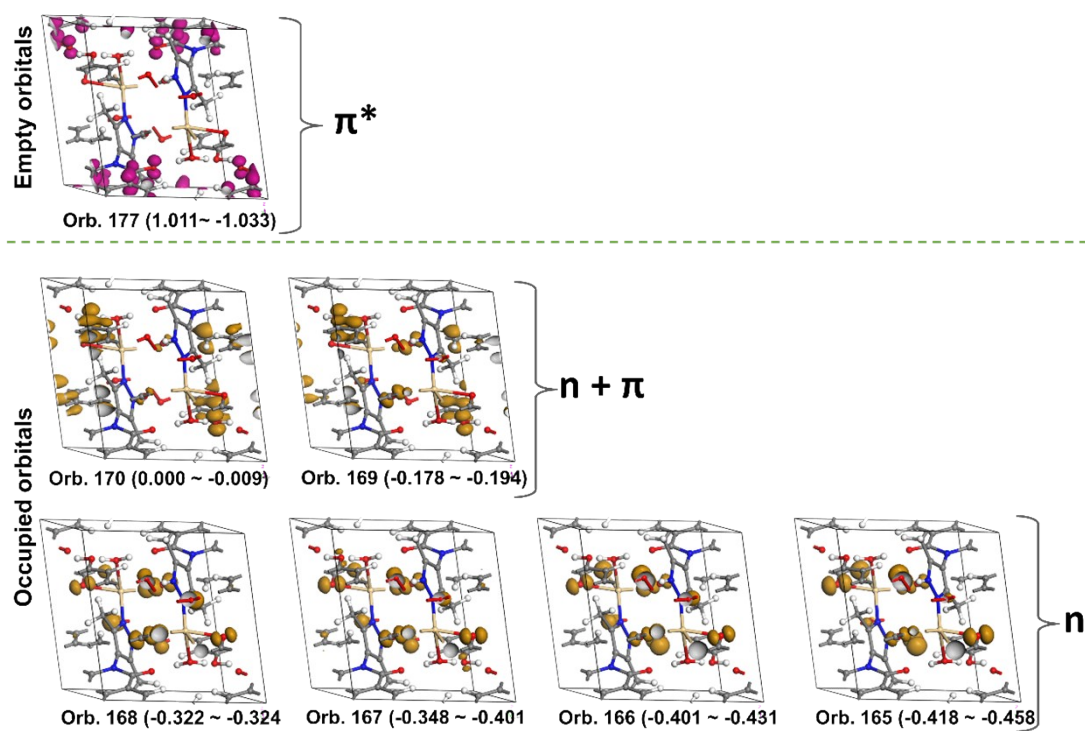 Empty orbitals
π*
Orb. 177 (1.011~ -1.033)
Occupied orbitals
n + π
Orb. 170 (0.000 ~ -0.009) Orb. 169 (-0.178 ~ -0.194)
n
Orb. 168 (-0.322 ~ -0.324 Orb. 167 (-0.348 ~ -0.401 Orb. 166 (-0.401 ~ -0.431 Orb. 165 (-0.418 ~ -0.458